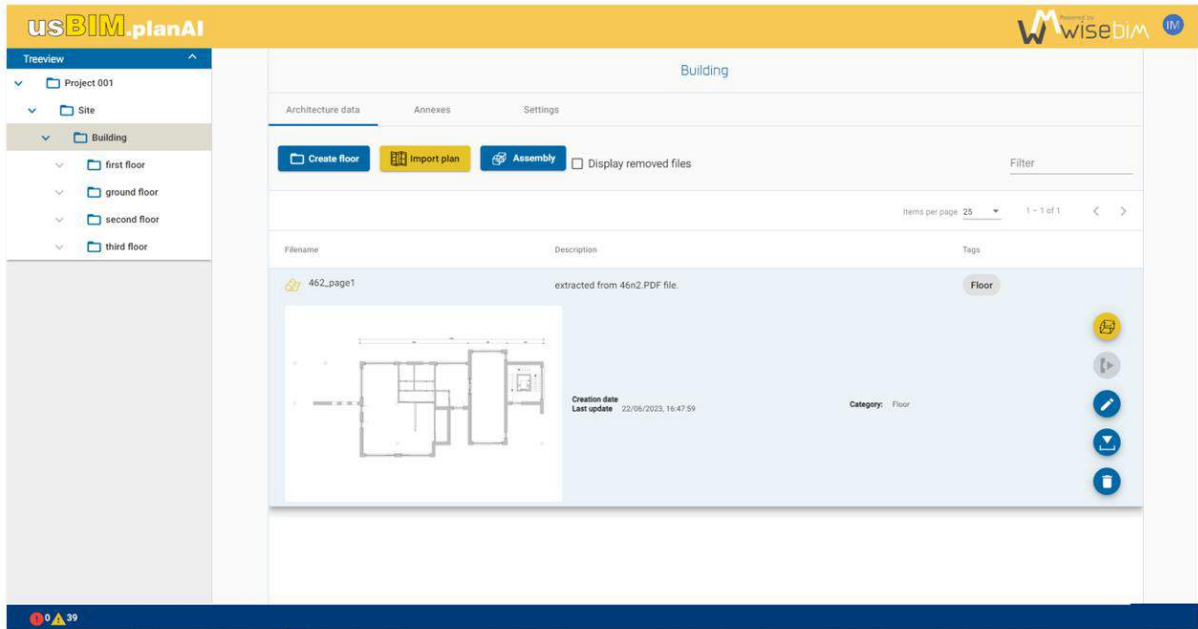 usBIM.planAI
Powered by
wisebim
IM
Treeview
Project 001
Site
Building
first floor
ground floor
second floor
third floor
Building
Architecture data Annexes Settings
Create floor Import plan Assembly Display removed files Filter
Items per page 25 1 – 1 of 1
Filename Description Tags
462_page1 extracted from 46n2.PDF file. Floor
Creation date
Last update 22/06/2023, 16:47:59 Category: Floor
0 39